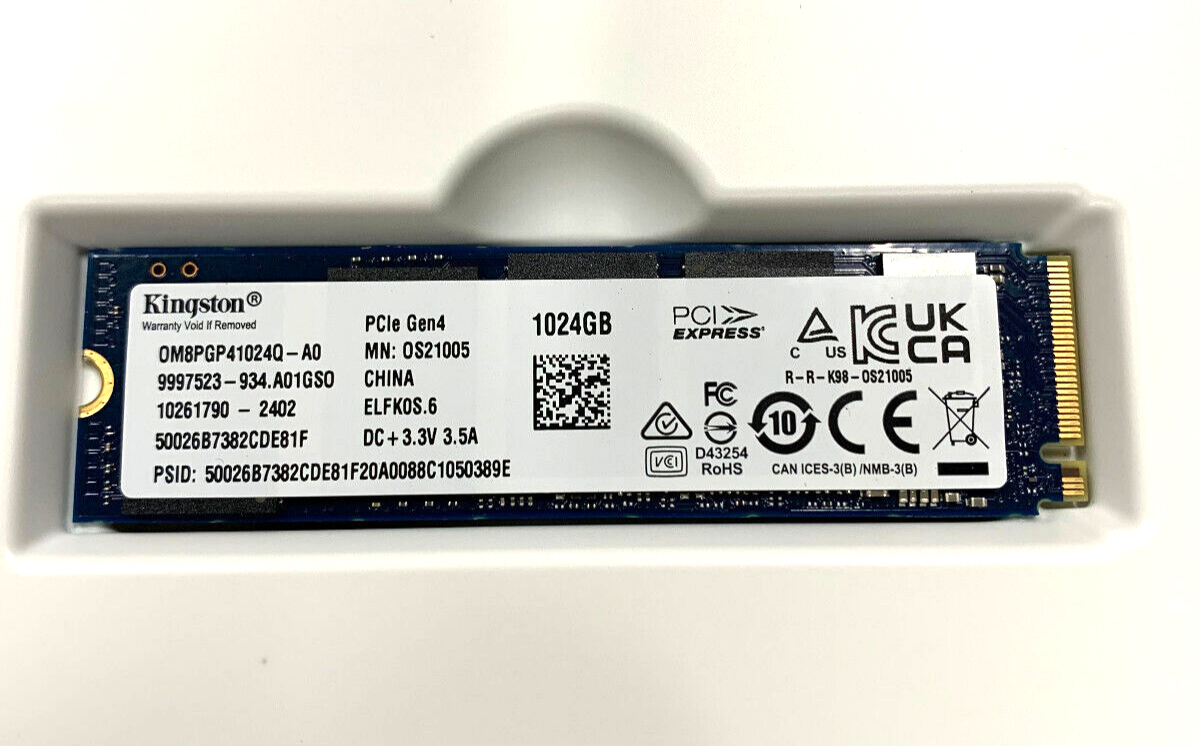 Kingston®
Warranty Void If Removed
OM8PGP41024Q-A0
9997523-934.A01GS0
10261790 - 2402
50026B7382CDE81F
PSID: 50026B7382CDE81F20A0088C1050389E
PCIe Gen4
MN: OS21005
CHINA
ELFK0S.6
DC+3.3V 3.5A
1024GB
PCI
EXPRESS®
C US
UK
CA
R-R-K98-OS21005
FC
10
CE
VCI
D43254
RoHS
CAN ICES-3(B) /NMB-3(B)